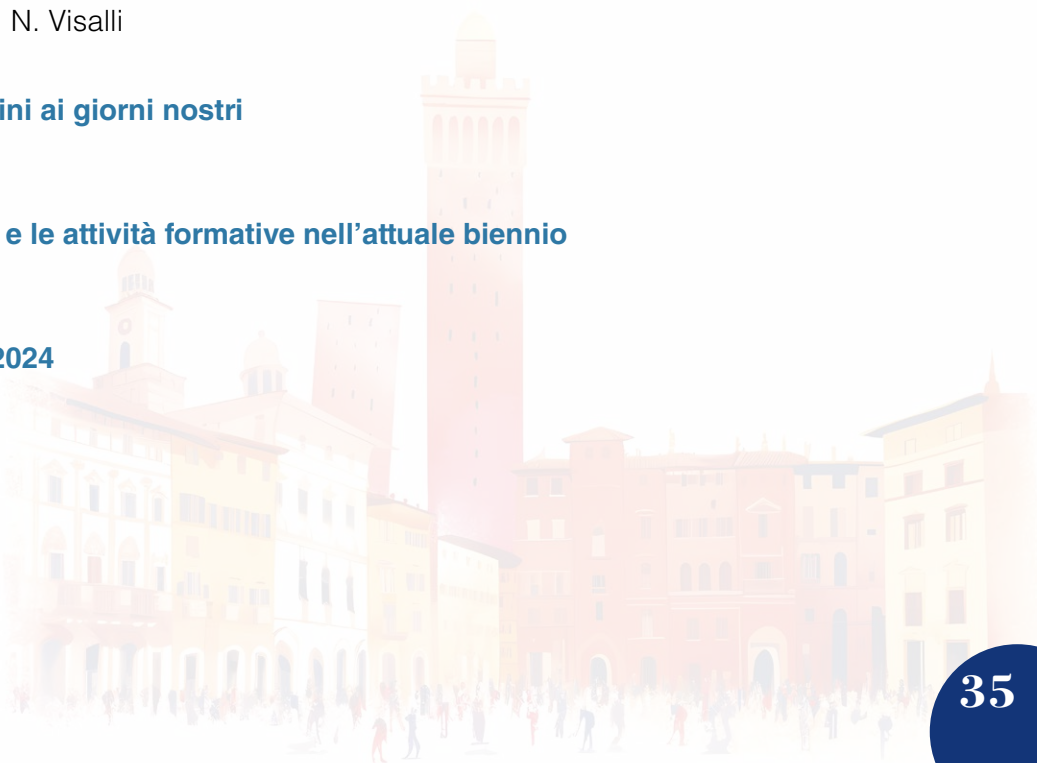 N. Visalli
ini ai giorni nostri
e le attività formative nell’attuale biennio
2024
35